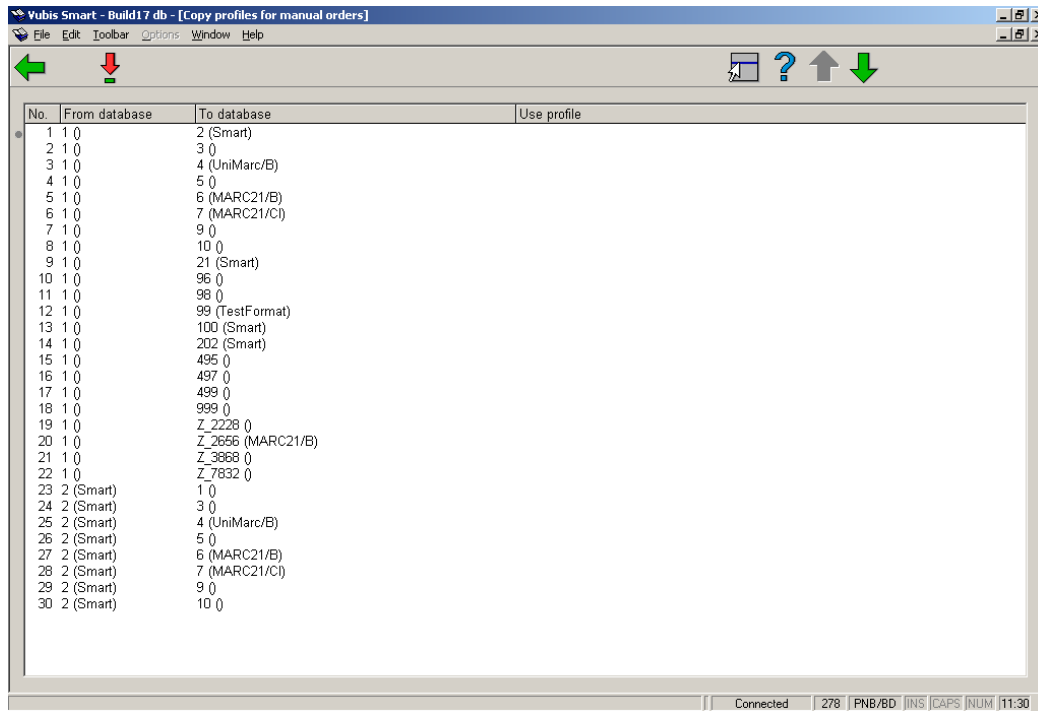 Vubis Smart - Build17 db - [Copy profiles for manual orders]
File Edit Toolbar Options Window Help
No. From database To database Use profile
1 1 () 2 (Smart)
2 1 () 3 ()
3 1 () 4 (UniMarc/B)
4 1 () 5 ()
5 1 () 6 (MARC21/B)
6 1 () 7 (MARC21/CI)
7 1 () 9 ()
8 1 () 10 ()
9 1 () 21 (Smart)
10 1 () 96 ()
11 1 () 98 ()
12 1 () 99 (TestFormat)
13 1 () 100 (Smart)
14 1 () 202 (Smart)
15 1 () 495 ()
16 1 () 497 ()
17 1 () 499 ()
18 1 () 999 ()
19 1 () Z_2228 ()
20 1 () Z_2656 (MARC21/B)
21 1 () Z_3868 ()
22 1 () Z_7832 ()
23 2 (Smart) 1 ()
24 2 (Smart) 3 ()
25 2 (Smart) 4 (UniMarc/B)
26 2 (Smart) 5 ()
27 2 (Smart) 6 (MARC21/B)
28 2 (Smart) 7 (MARC21/CI)
29 2 (Smart) 9 ()
30 2 (Smart) 10 ()
Connected 278 PNB/BD INS CAPS NUM 11:30